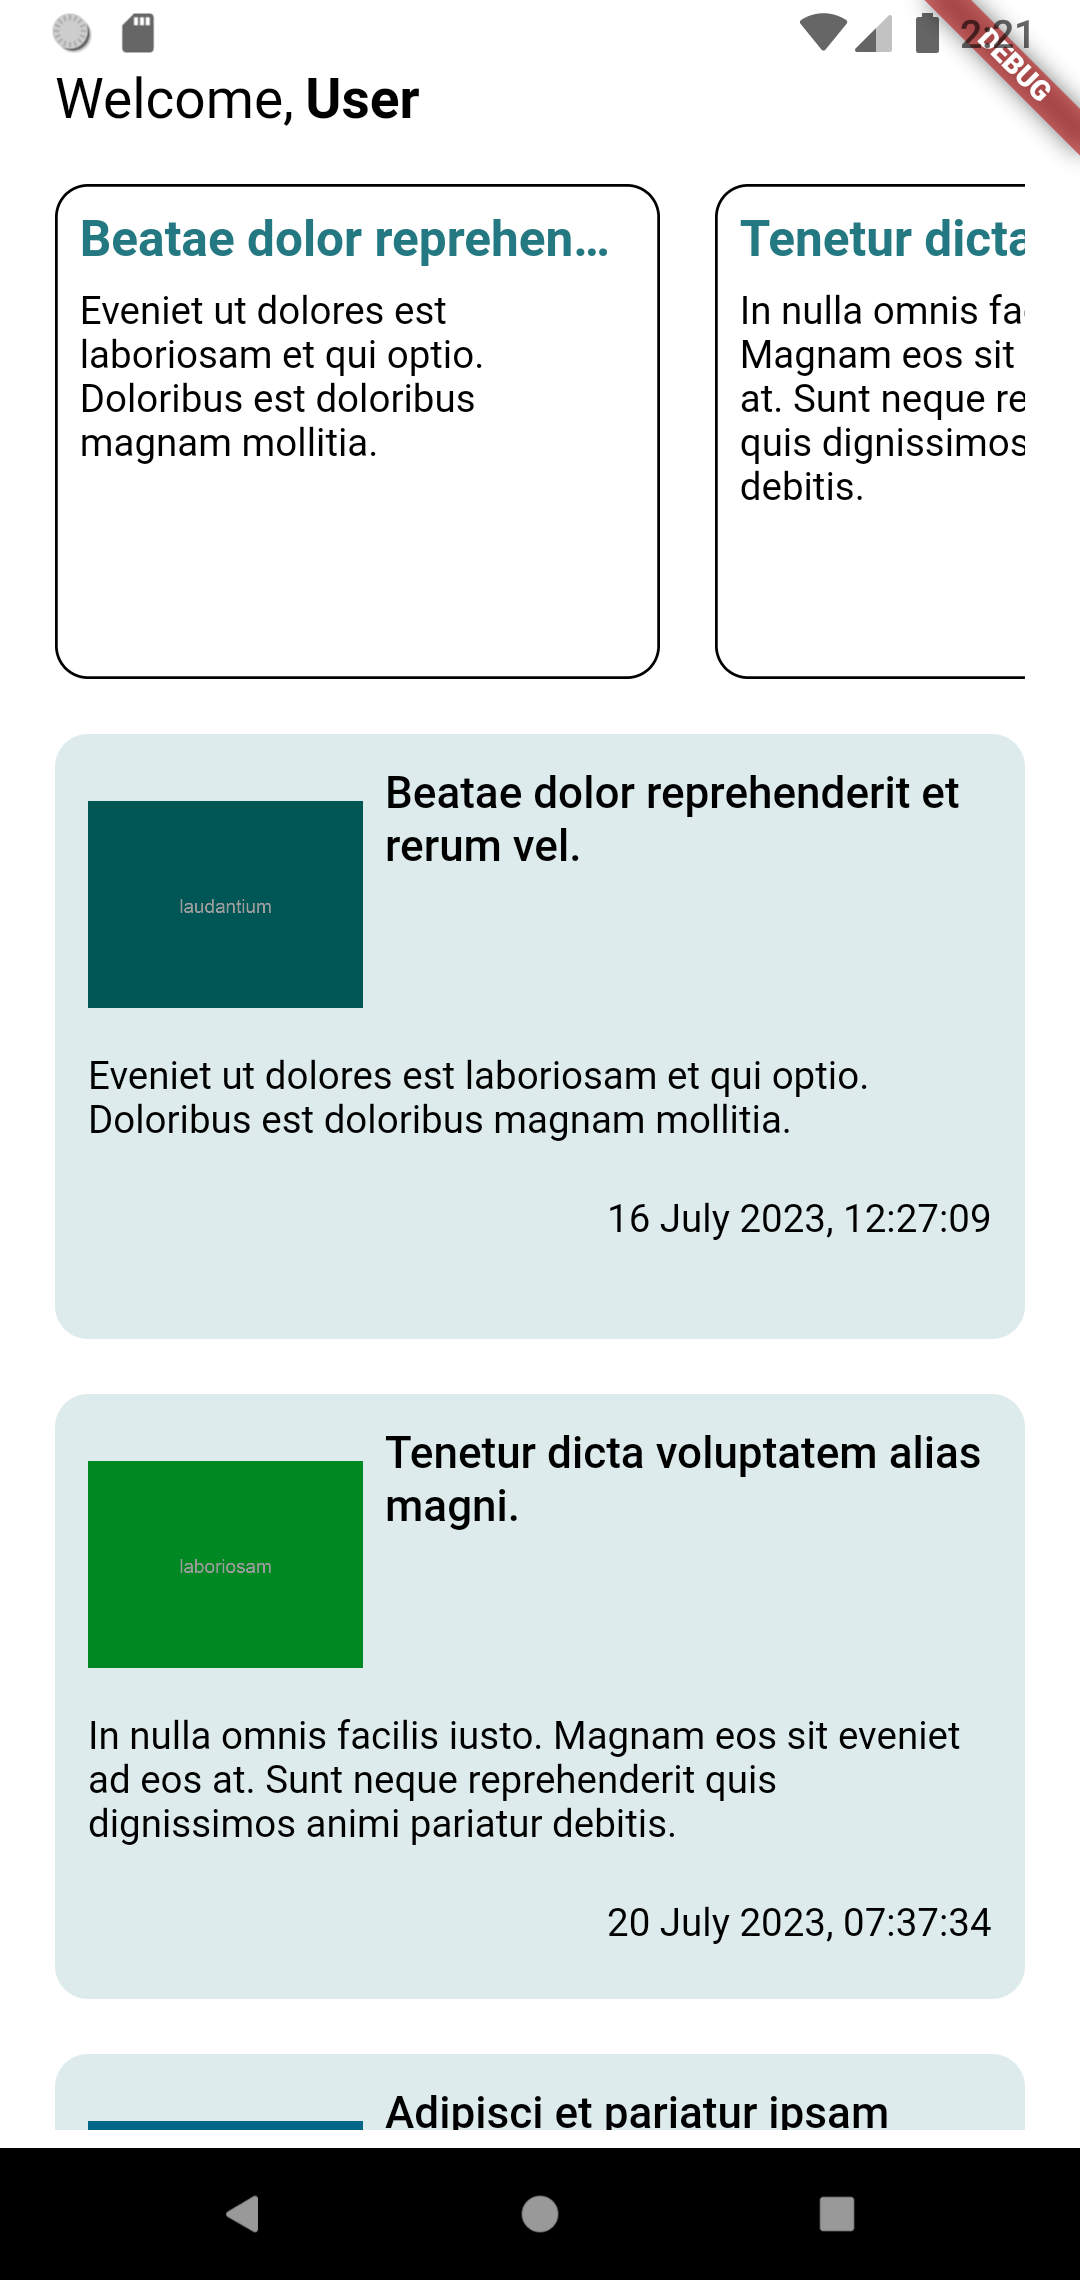 2:21
DEBUG
Welcome, User
Beatae dolor reprehen...
Eveniet ut dolores est
laboriosam et qui optio.
Doloribus est doloribus
magnam mollitia.
Tenetur dicta
In nulla omnis fac
Magnam eos sit
at. Sunt neque re
quis dignissimos
debitis.
laudantium
Beatae dolor reprehenderit et
rerum vel.
Eveniet ut dolores est laboriosam et qui optio.
Doloribus est doloribus magnam mollitia.
16 July 2023, 12:27:09
laboriosam
Tenetur dicta voluptatem alias
magni.
In nulla omnis facilis iusto. Magnam eos sit eveniet
ad eos at. Sunt neque reprehenderit quis
dignissimos animi pariatur debitis.
20 July 2023, 07:37:34
Adipisci et pariatur ipsam